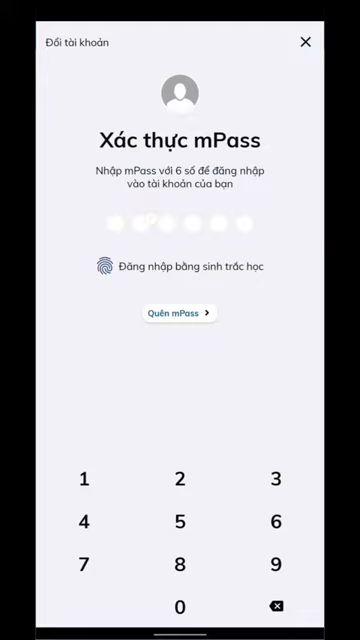 Đổi tài khoản
Xác thực mPass
Nhập mPass với 6 số để đăng nhập
vào tài khoản của bạn
Đăng nhập bằng sinh trắc học
Quên mPass
1 2 3
4 5 6
7 8 9
0